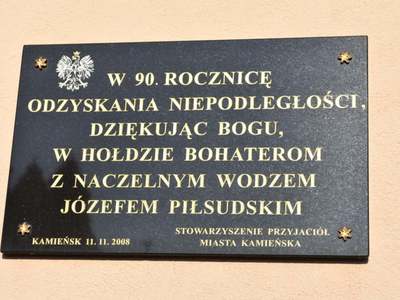 W 90. ROCZNICĘ
ODZYSKANIA NIEPODLEGŁOŚCI,
DZIĘKUJĄC BOGU,
W HOŁDZIE BOHATEROM
Z NACZELNYM WODZEM
JÓZEFEM PIŁSUDSKIM
STOWARZYSZENIE PRZYJACIÓŁ
KAMIEŃSK 11. 11. 2008 MIASTA KAMIEŃSKA